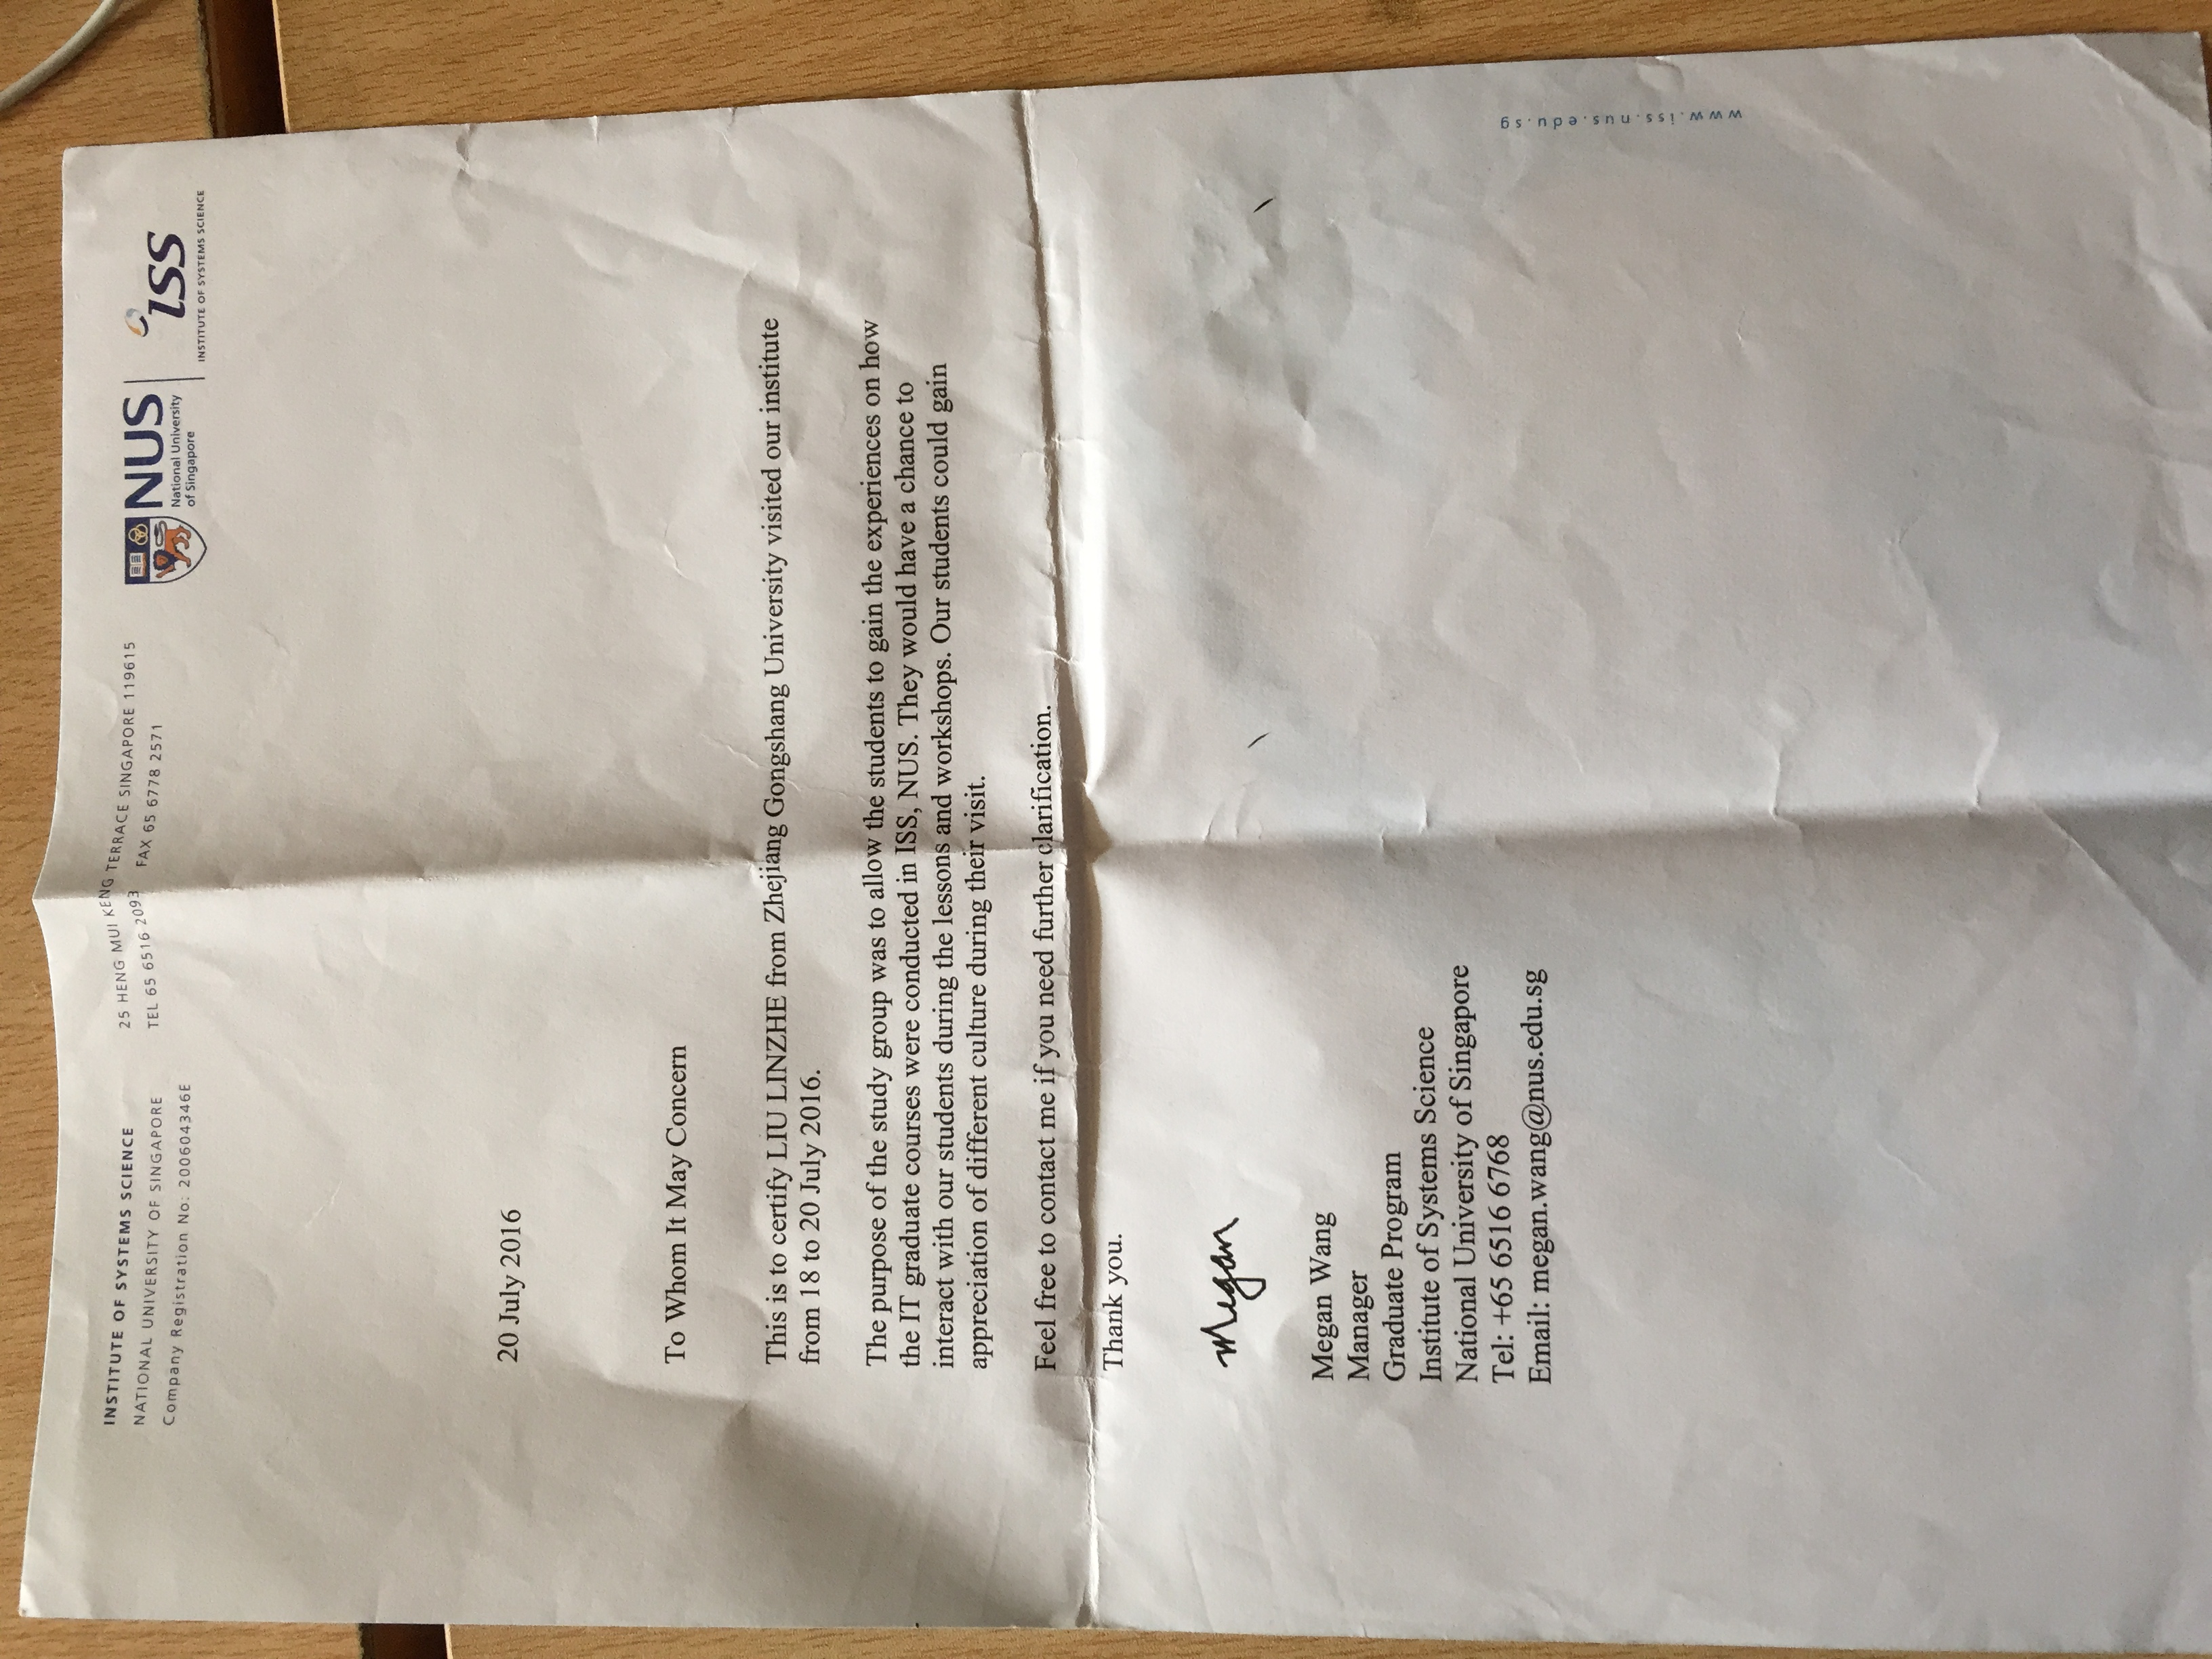 INSTITUTE OF SYSTEMS SCIENCE
NATIONAL UNIVERSITY OF SINGAPORE
Company Registration No: 200604346E
25 HENG MUI KENG TERRACE SINGAPORE 119615
TEL 65 6516 2093 FAX 65 6778 2571
NUS
National University
of Singapore
iss
INSTITUTE OF SYSTEMS SCIENCE
20 July 2016
To Whom It May Concern
This is to certify LIU LINZHE from Zhejiang Gongshang University visited our institute
from 18 to 20 July 2016.
The purpose of the study group was to allow the students to gain the experiences on how
the IT graduate courses were conducted in ISS, NUS. They would have a chance to
interact with our students during the lessons and workshops. Our students could gain
appreciation of different culture during their visit.
Feel free to contact me if you need further clarification.
Thank you.
Megan
Megan Wang
Manager
Graduate Program
Institute of Systems Science
National University of Singapore
Tel: +65 6516 6768
Email: megan.wang@nus.edu.sg
www.iss.nus.edu.sg